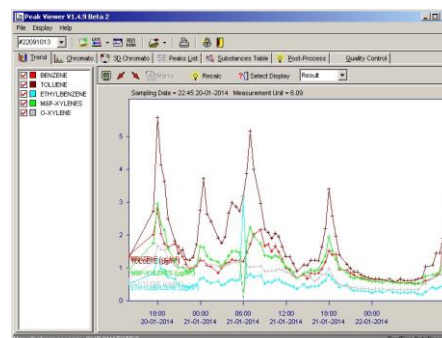 Peak Viewer V1.4.9 Beta 2
File Display Help
#22091013
Trend Chromato 3D Chromato Peaks List Substances Table Post-Process Quality Control
Recalc Select Display Result
BENZENE
TOLUENE
ETHYLBENZENE
M&P-XYLENES
O-XYLENE
Sampling Date = 22:45 20-01-2014 Measurement Unit = 6.09
5
4
3
2
1
0
ETHYLBENZENE
18:00 00:00 06:00 12:00 18:00 00:00
20-01-2014 21-01-2014 21-01-2014 21-01-2014 21-01-2014 22-01-2014